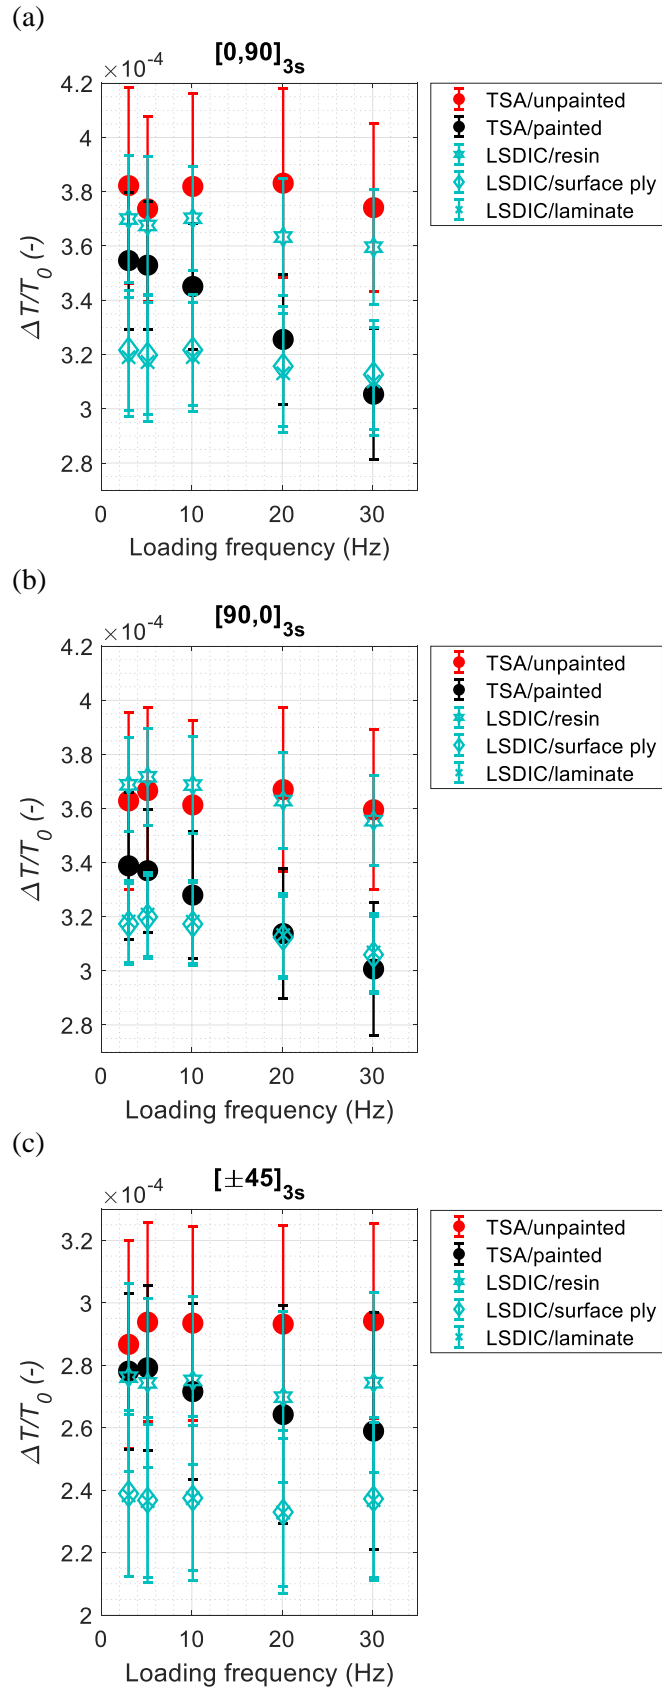 (a)
[0,90]3s
×10-4
4.2
4
3.8
3.6
3.4
3.2
3
2.8
ΔT/T0 (-)
0 10 20 30
Loading frequency (Hz)
TSA/unpainted
TSA/painted
LSDIC/resin
LSDIC/surface ply
LSDIC/laminate
(b)
[90,0]3s
×10-4
4.2
4
3.8
3.6
3.4
3.2
3
2.8
ΔT/T0 (-)
0 10 20 30
Loading frequency (Hz)
TSA/unpainted
TSA/painted
LSDIC/resin
LSDIC/surface ply
LSDIC/laminate
(c)
[±45]3s
×10-4
3.2
3
2.8
2.6
2.4
2.2
2
ΔT/T0 (-)
0 10 20 30
Loading frequency (Hz)
TSA/unpainted
TSA/painted
LSDIC/resin
LSDIC/surface ply
LSDIC/laminate